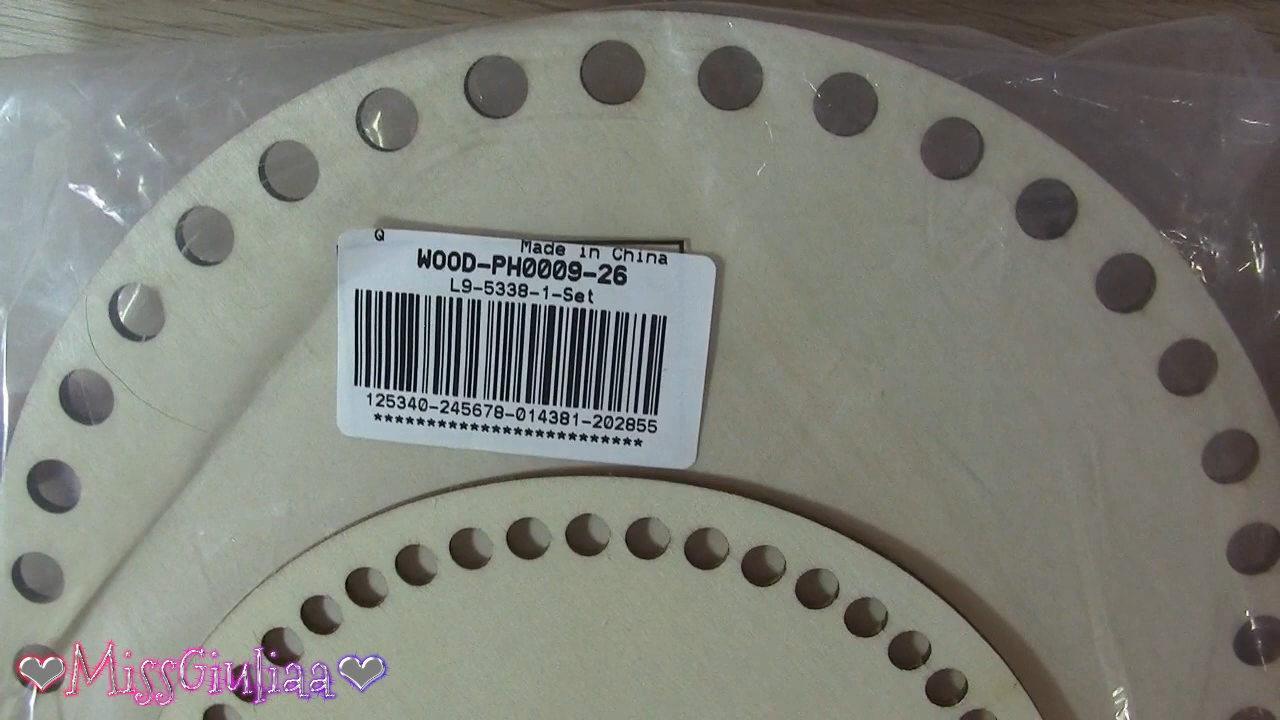 Q
Made in China
WOOD-PH0009-26
L9-5338-1-Set
125340-245678-014381-202855
*************************
♥MissGiuliaa♥